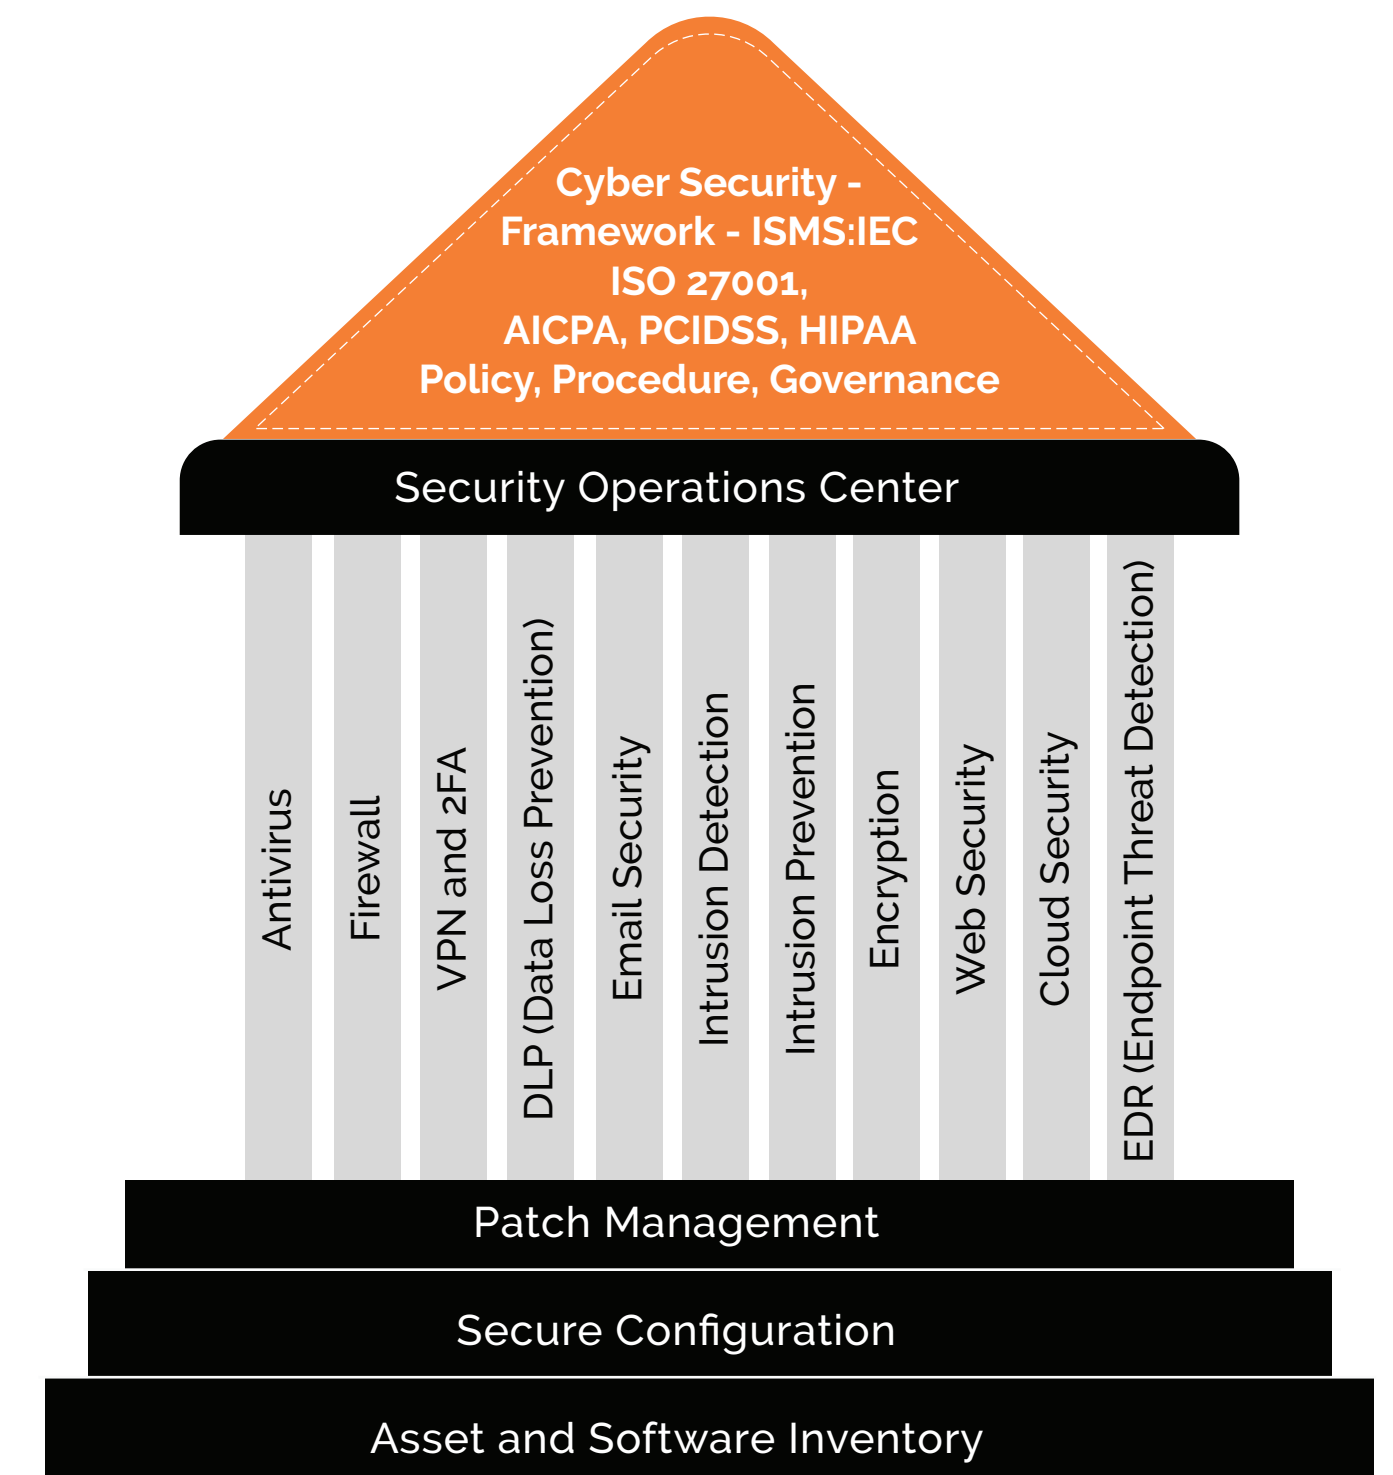 Cyber Security -
Framework - ISMS:IEC
ISO 27001,
AICPA, PCIDSS, HIPAA
Policy, Procedure, Governance
Security Operations Center
Antivirus
Firewall
VPN and 2FA
DLP (Data Loss Prevention)
Email Security
Intrusion Detection
Intrusion Prevention
Encryption
Web Security
Cloud Security
EDR (Endpoint Threat Detection)
Patch Management
Secure Configuration
Asset and Software Inventory